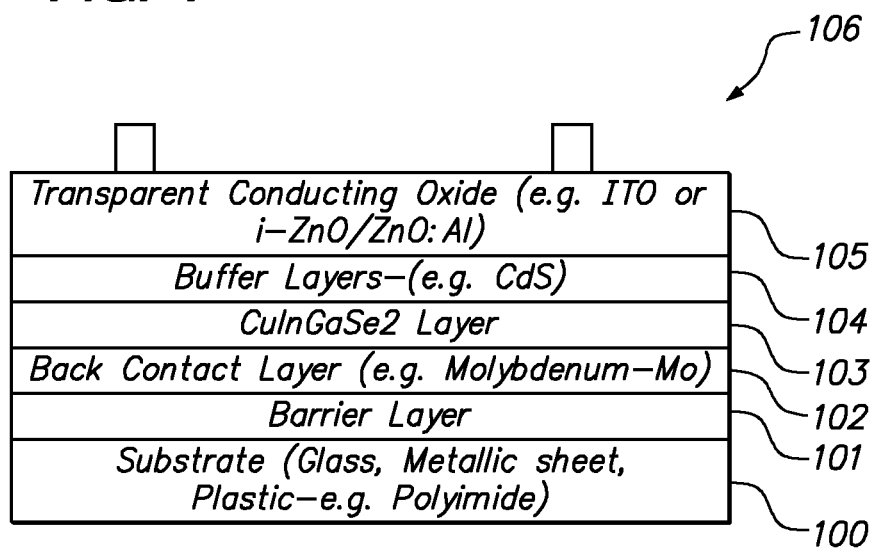 106
Transparent Conducting Oxide (e.g. ITO or
i-ZnO/ZnO:Al)
105
Buffer Layers-(e.g. CdS)
104
CuInGaSe2 Layer
103
Back Contact Layer (e.g. Molybdenum-Mo)
102
Barrier Layer
101
Substrate (Glass, Metallic sheet,
Plastic-e.g. Polyimide)
100